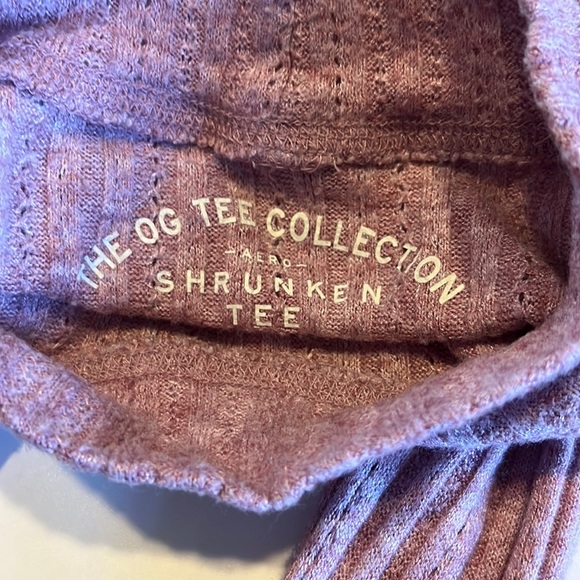 THE OG TEE COLLECTION
-AERO-
SHRUNKEN
TEE